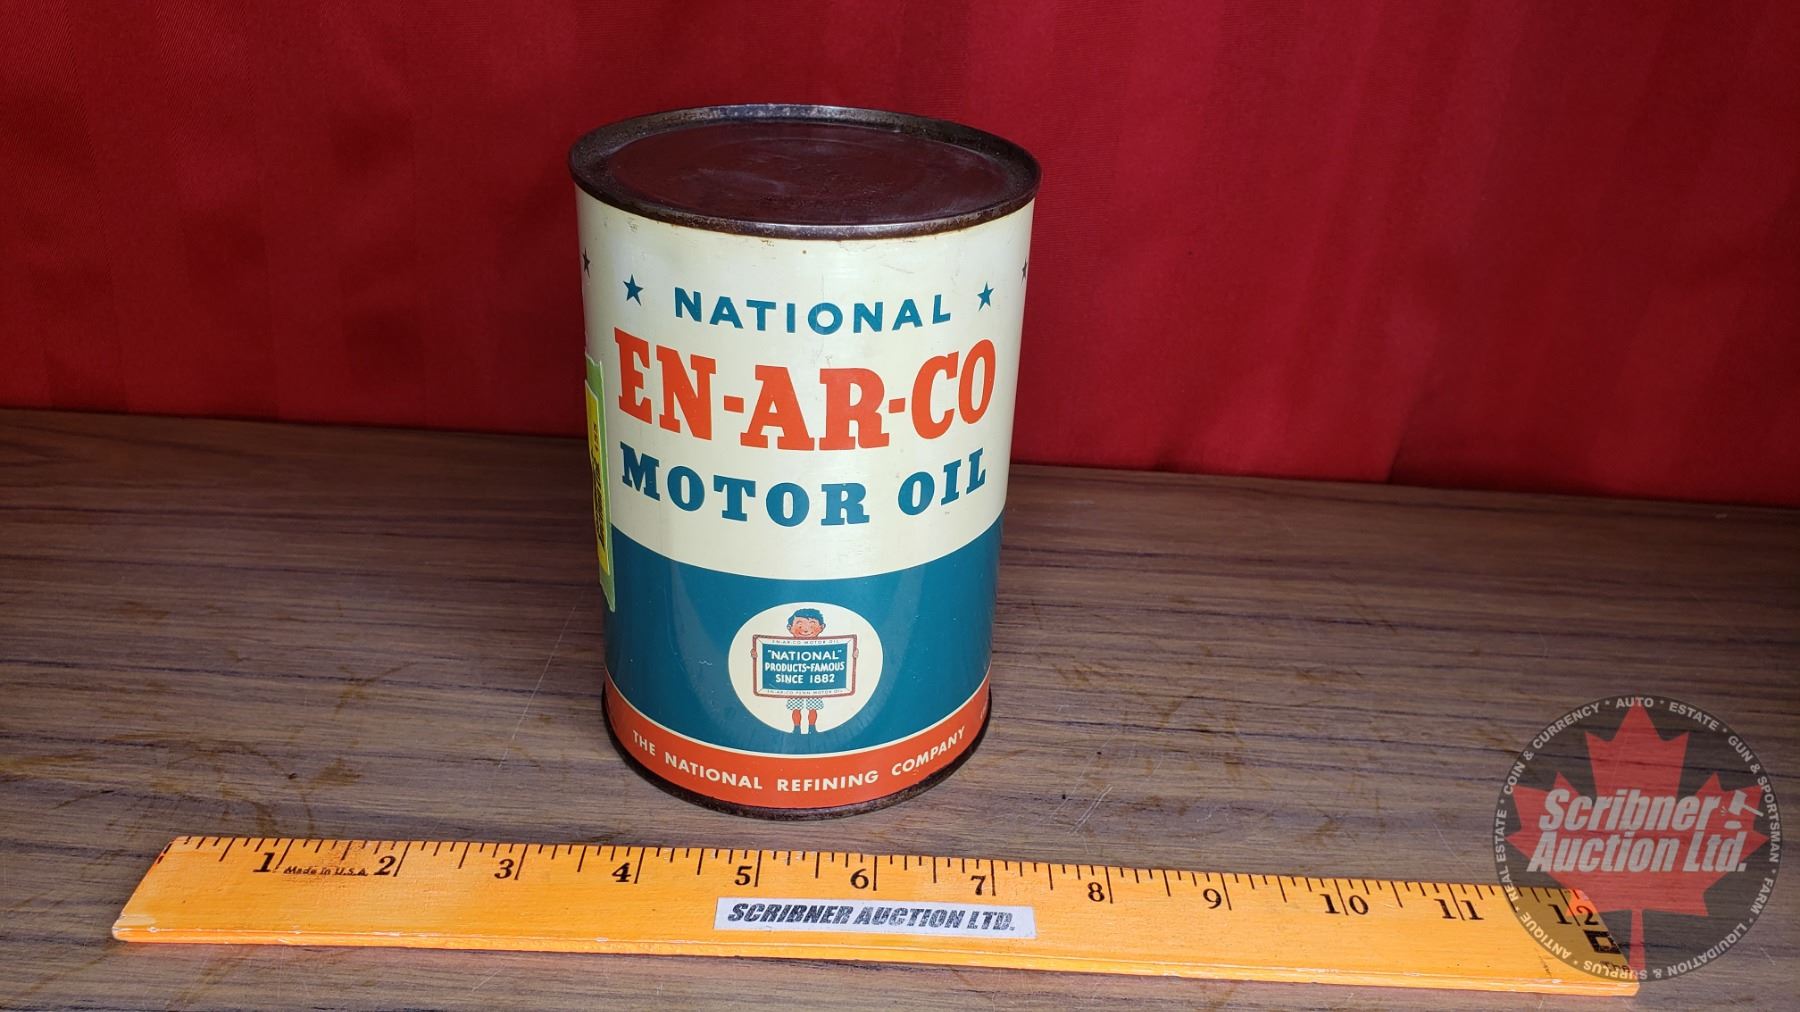 ★ NATIONAL ★
EN-AR-CO
MOTOR OIL
EN-AR-CO MOTOR OIL
"NATIONAL"
PRODUCTS-FAMOUS
SINCE 1882
EN-AR-CO PENN MOTOR OIL
THE NATIONAL REFINING COMPANY
1 2 3 4 5 6 7 8 9 10 11 12
Made in U.S.A.
SCRIBNER AUCTION LTD.
REAL ESTATE * COIN & CURRENCY * AUTO * ESTATE * GUN & SPORTSMAN * FARM * LIQUIDATION & SURPLUS * ANTIQUE *
Scribner
Auction Ltd.